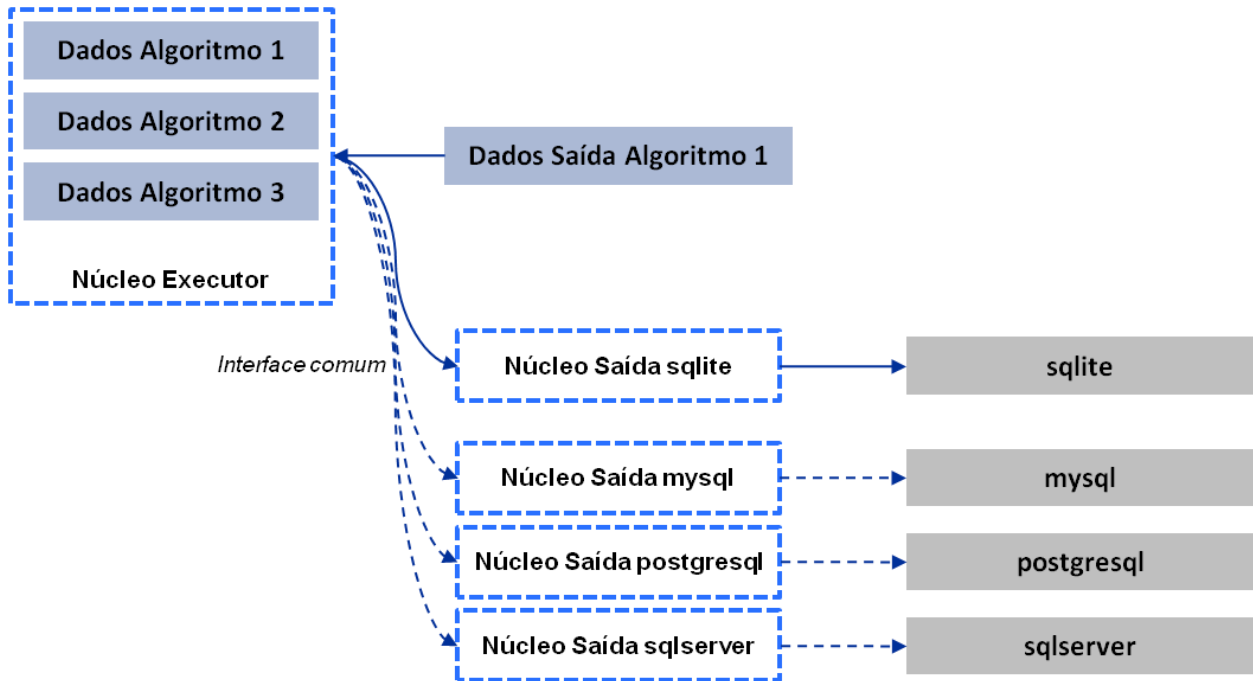 Dados Algoritmo 1
Dados Algoritmo 2
Dados Algoritmo 3
Núcleo Executor
Dados Saída Algoritmo 1
Interface comum
Núcleo Saída sqlite
sqlite
Núcleo Saída mysql
mysql
Núcleo Saída postgresql
postgresql
Núcleo Saída sqlserver
sqlserver